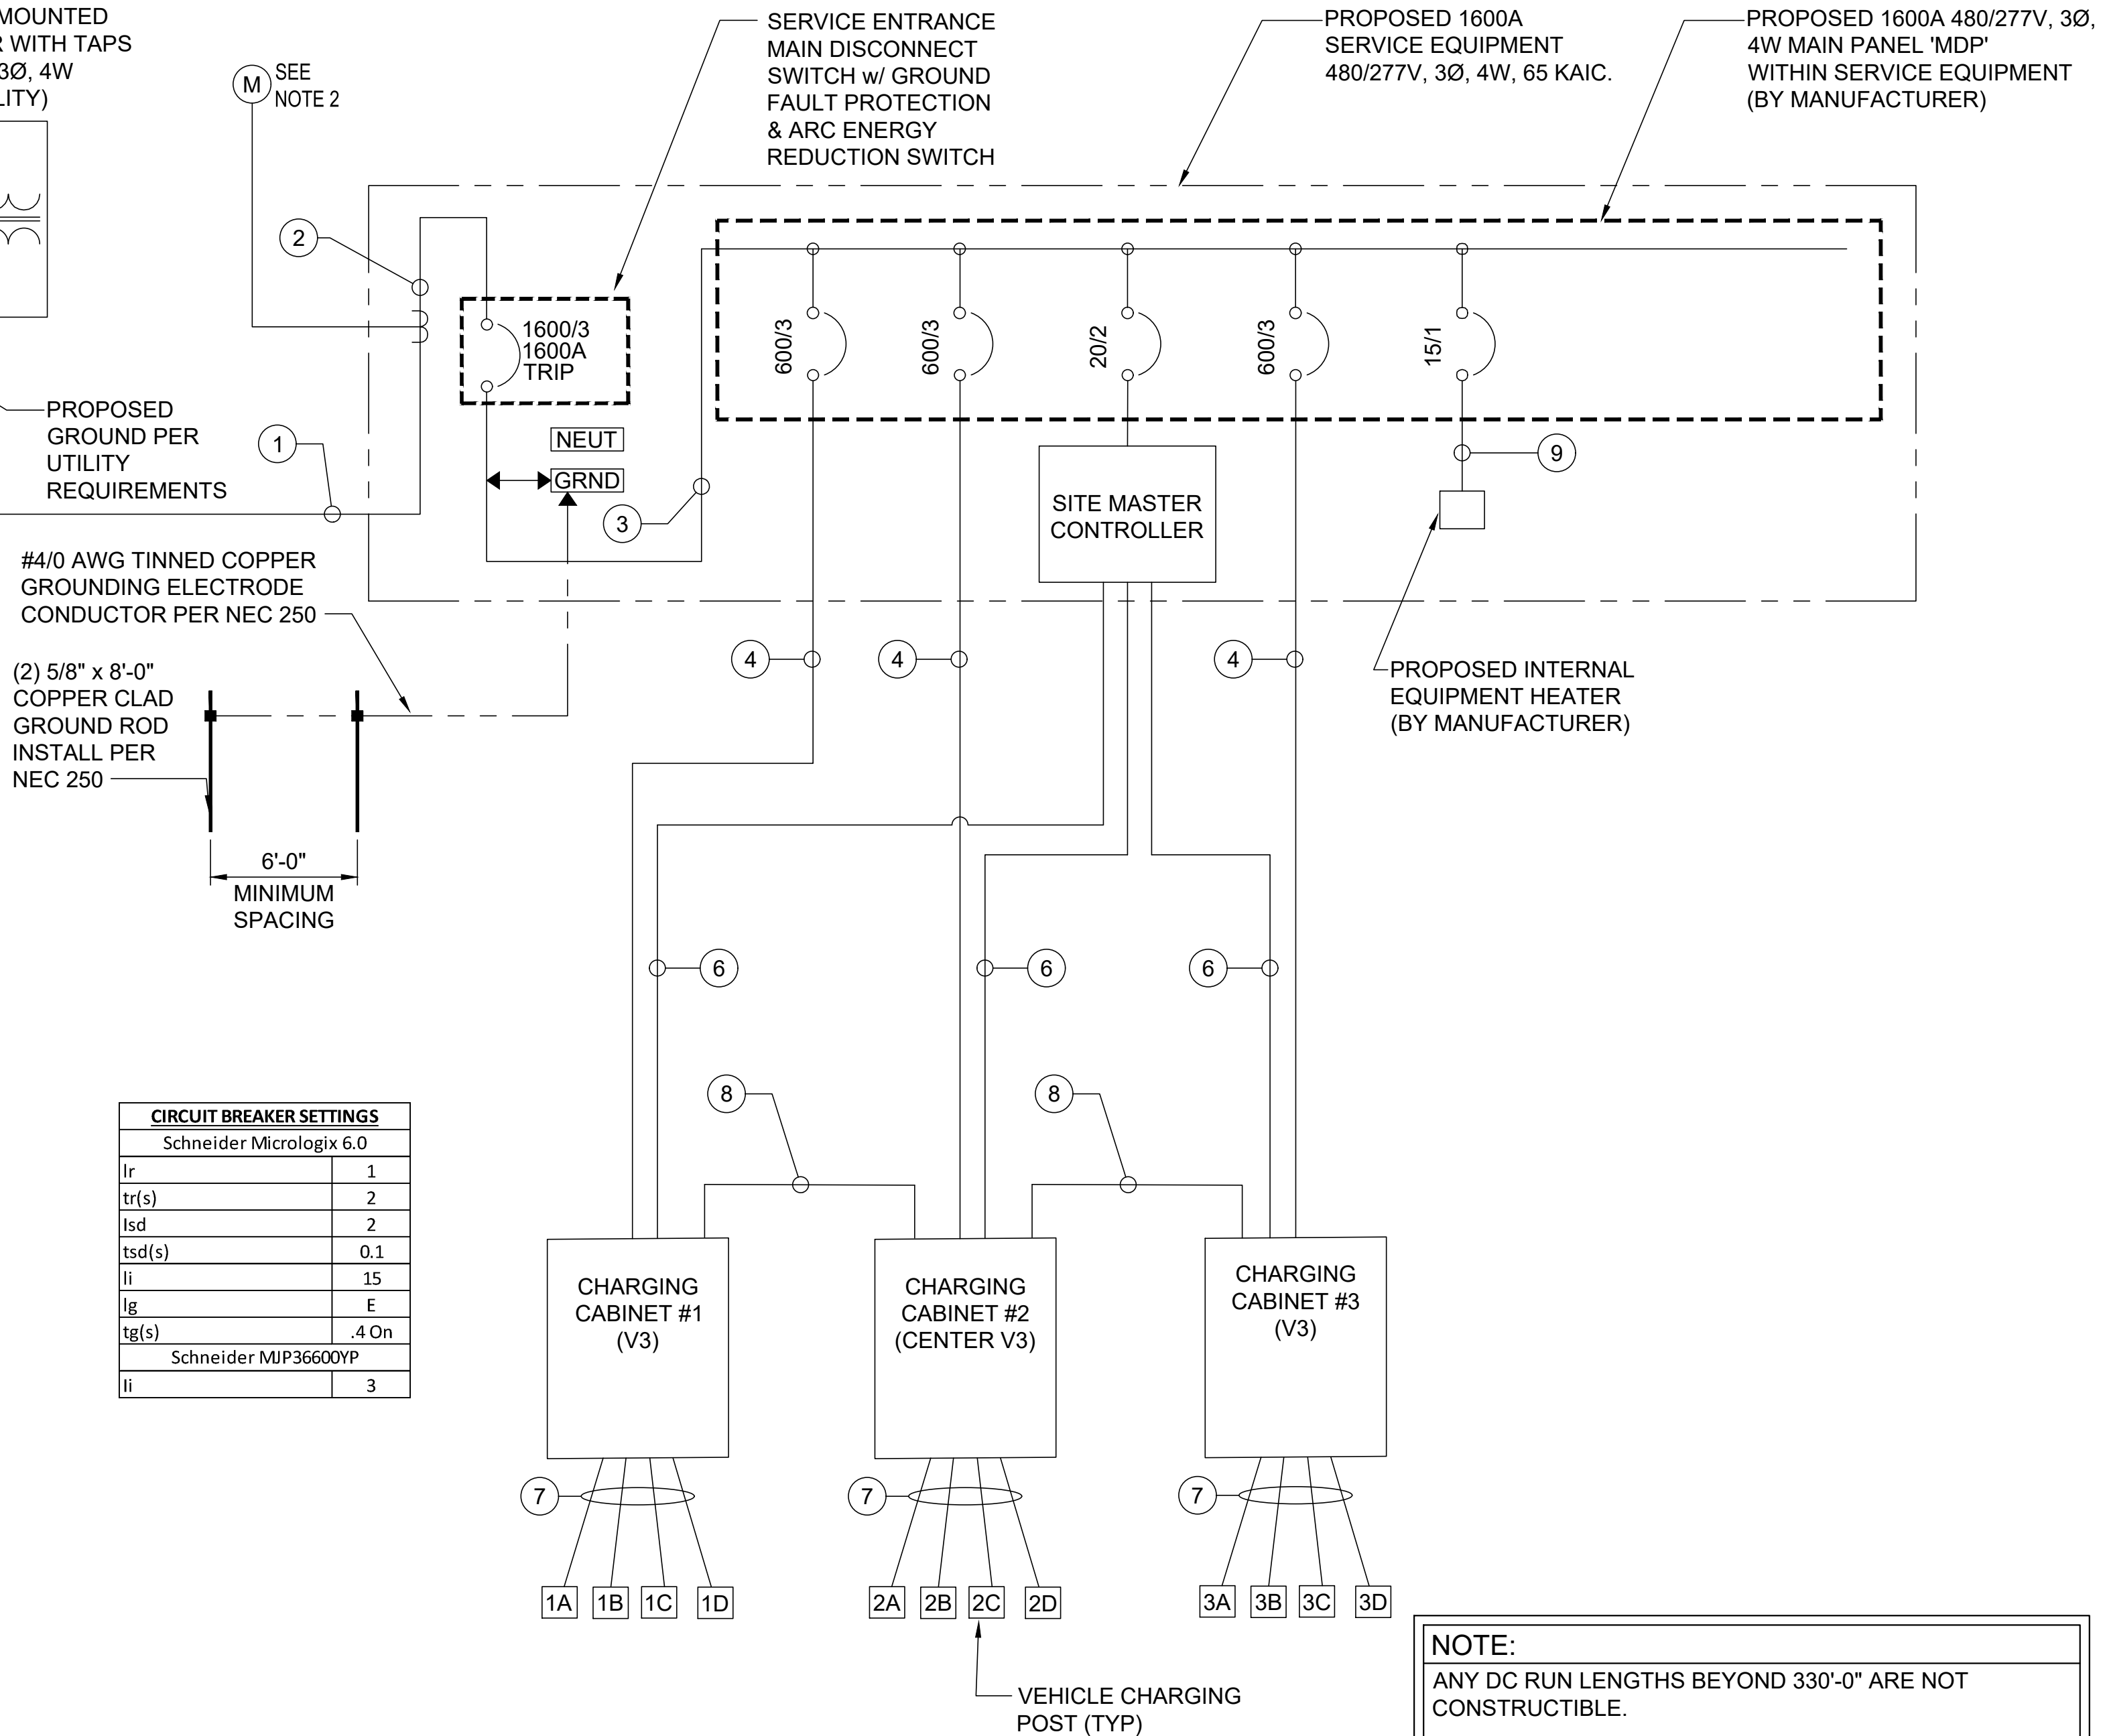 MOUNTED
R WITH TAPS
3Ø, 4W
LITY)
M
SEE
NOTE 2
SERVICE ENTRANCE
MAIN DISCONNECT
SWITCH w/ GROUND
FAULT PROTECTION
& ARC ENERGY
REDUCTION SWITCH
PROPOSED 1600A
SERVICE EQUIPMENT
480/277V, 3Ø, 4W, 65 KAIC.
PROPOSED 1600A 480/277V, 3Ø,
4W MAIN PANEL 'MDP'
WITHIN SERVICE EQUIPMENT
(BY MANUFACTURER)
2
1600/3
1600A
TRIP
600/3
600/3
20/2
600/3
15/1
PROPOSED
GROUND PER
UTILITY
REQUIREMENTS
1
NEUT
GRND
3
SITE MASTER
CONTROLLER
9
#4/0 AWG TINNED COPPER
GROUNDING ELECTRODE
CONDUCTOR PER NEC 250
(2) 5/8" x 8'-0"
COPPER CLAD
GROUND ROD
INSTALL PER
NEC 250
6'-0"
MINIMUM
SPACING
4
4
4
PROPOSED INTERNAL
EQUIPMENT HEATER
(BY MANUFACTURER)
6
6
6
8
8
CIRCUIT BREAKER SETTINGS
Schneider Micrologix 6.0
Ir 1
tr(s) 2
Isd 2
tsd(s) 0.1
Ii 15
Ig E
tg(s) .4 On
Schneider MJP36600YP
Ii 3
CHARGING
CABINET #1
(V3)
CHARGING
CABINET #2
(CENTER V3)
CHARGING
CABINET #3
(V3)
7
7
7
1A 1B 1C 1D
2A 2B 2C 2D
3A 3B 3C 3D
VEHICLE CHARGING
POST (TYP)
NOTE:
ANY DC RUN LENGTHS BEYOND 330'-0" ARE NOT
CONSTRUCTIBLE.